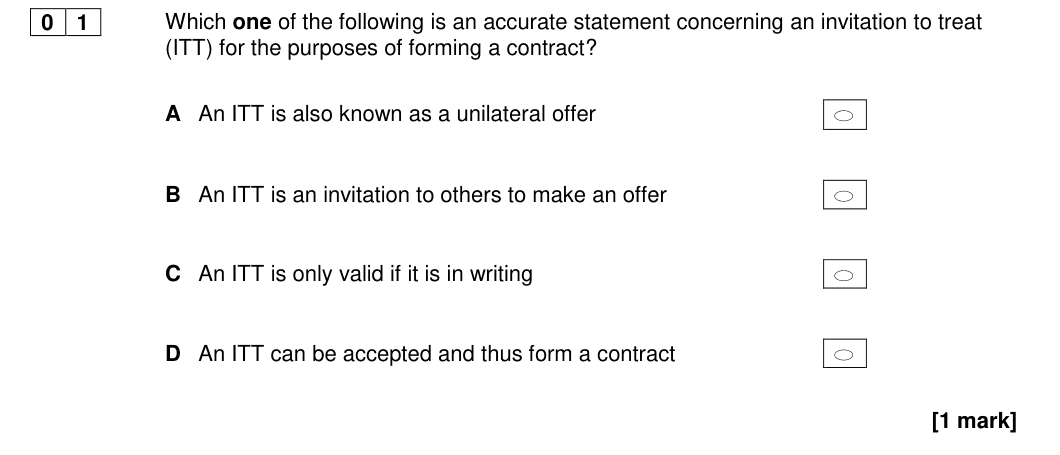 0 1 Which one of the following is an accurate statement concerning an invitation to treat
(ITT) for the purposes of forming a contract?
A An ITT is also known as a unilateral offer
B An ITT is an invitation to others to make an offer
C An ITT is only valid if it is in writing
D An ITT can be accepted and thus form a contract
[1 mark]